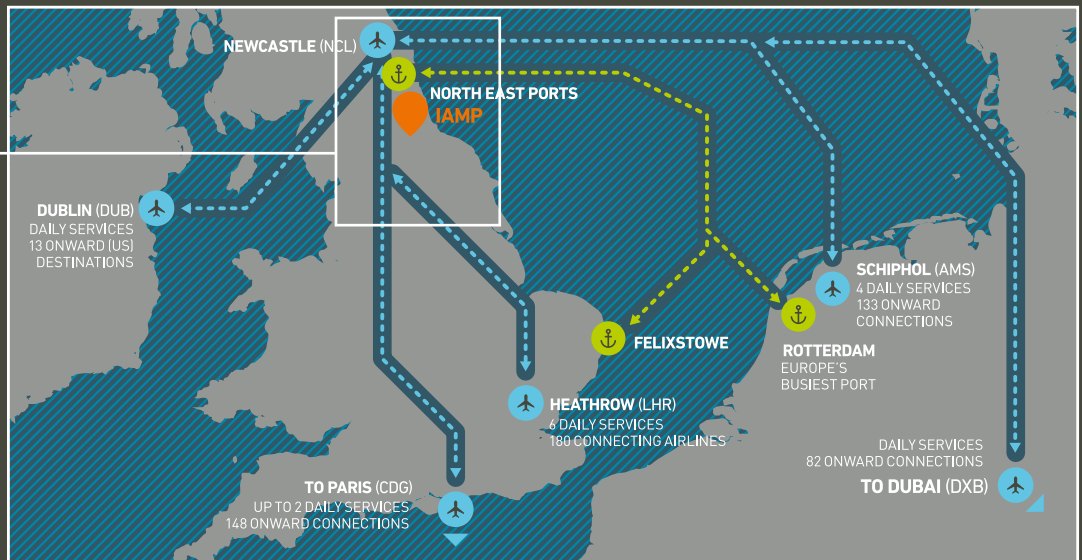 NEWCASTLE (NCL)
NORTH EAST PORTS
IAMP
DUBLIN (DUB)
DAILY SERVICES
13 ONWARD (US)
DESTINATIONS
SCHIPHOL (AMS)
4 DAILY SERVICES
133 ONWARD
CONNECTIONS
FELIXSTOWE
ROTTERDAM
EUROPE'S
BUSIEST PORT
HEATHROW (LHR)
6 DAILY SERVICES
180 CONNECTING AIRLINES
DAILY SERVICES
82 ONWARD CONNECTIONS
TO DUBAI (DXB)
TO PARIS (CDG)
UP TO 2 DAILY SERVICES
148 ONWARD CONNECTIONS